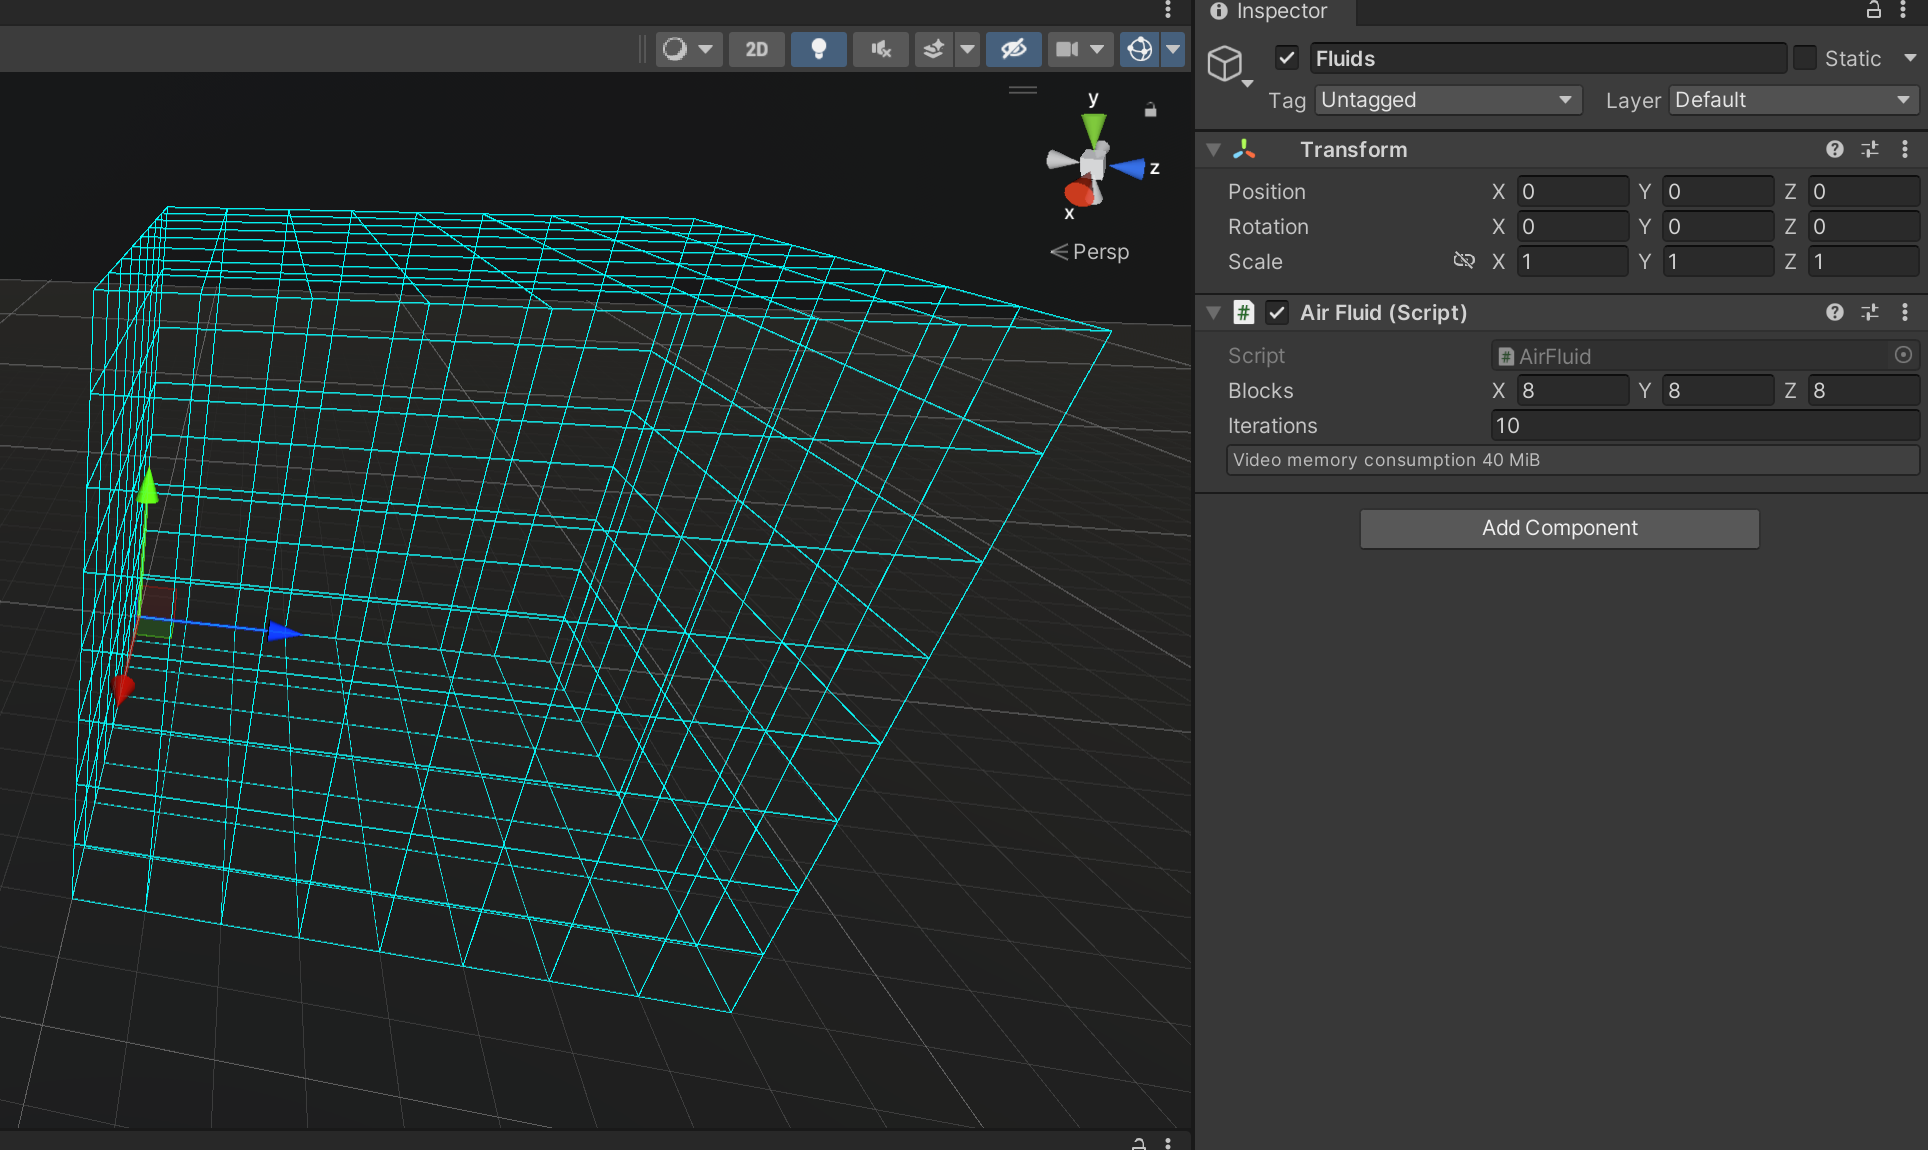 2D
y
z
x
Persp
Inspector
Fluids
Static
Tag Untagged Layer Default
Transform
Position X 0 Y 0 Z 0
Rotation X 0 Y 0 Z 0
Scale X 1 Y 1 Z 1
# Air Fluid (Script)
Script # AirFluid
Blocks X 8 Y 8 Z 8
Iterations 10
Video memory consumption 40 MiB
Add Component